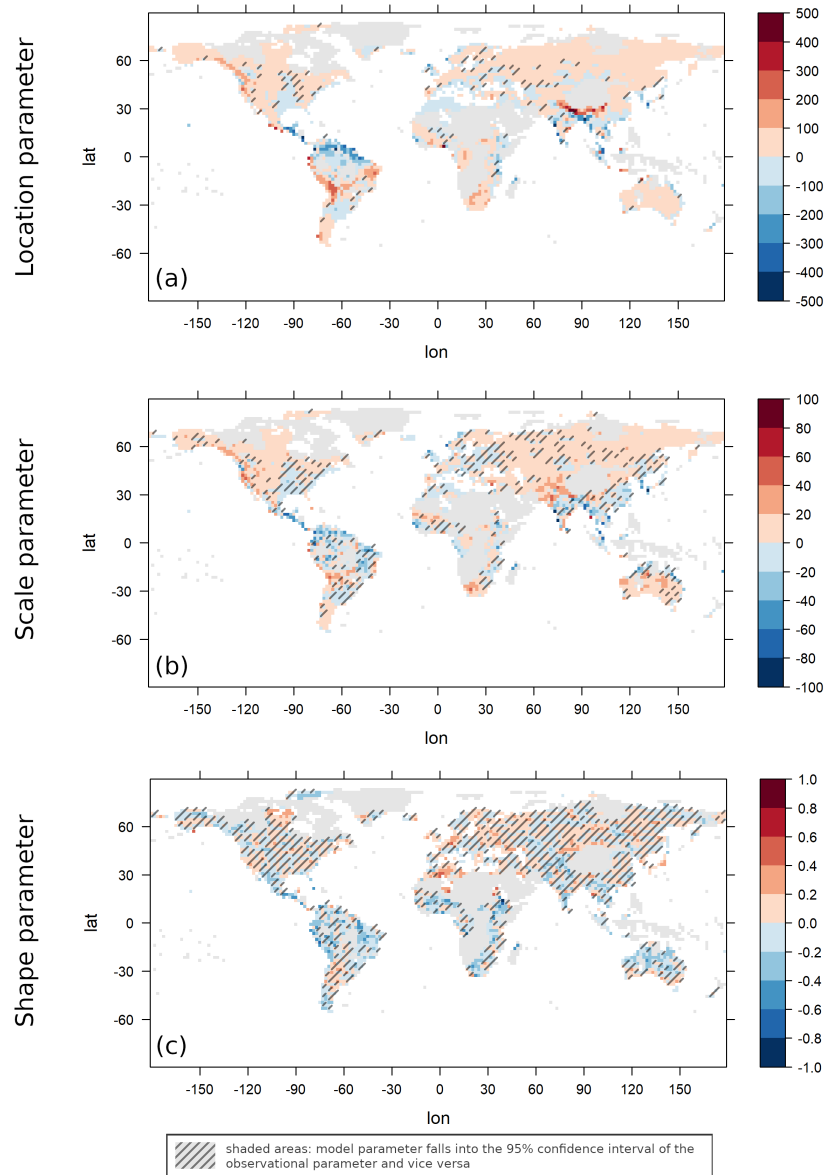 Location parameter
lat
60
30
0
-30
-60
(a)
-150 -120 -90 -60 -30 0 30 60 90 120 150
lon
500
400
300
200
100
0
-100
-200
-300
-400
-500
Scale parameter
lat
60
30
0
-30
-60
(b)
-150 -120 -90 -60 -30 0 30 60 90 120 150
lon
100
80
60
40
20
0
-20
-40
-60
-80
-100
Shape parameter
lat
60
30
0
-30
-60
(c)
-150 -120 -90 -60 -30 0 30 60 90 120 150
lon
1.0
0.8
0.6
0.4
0.2
0.0
-0.2
-0.4
-0.6
-0.8
-1.0
shaded areas: model parameter falls into the 95% confidence interval of the
observational parameter and vice versa